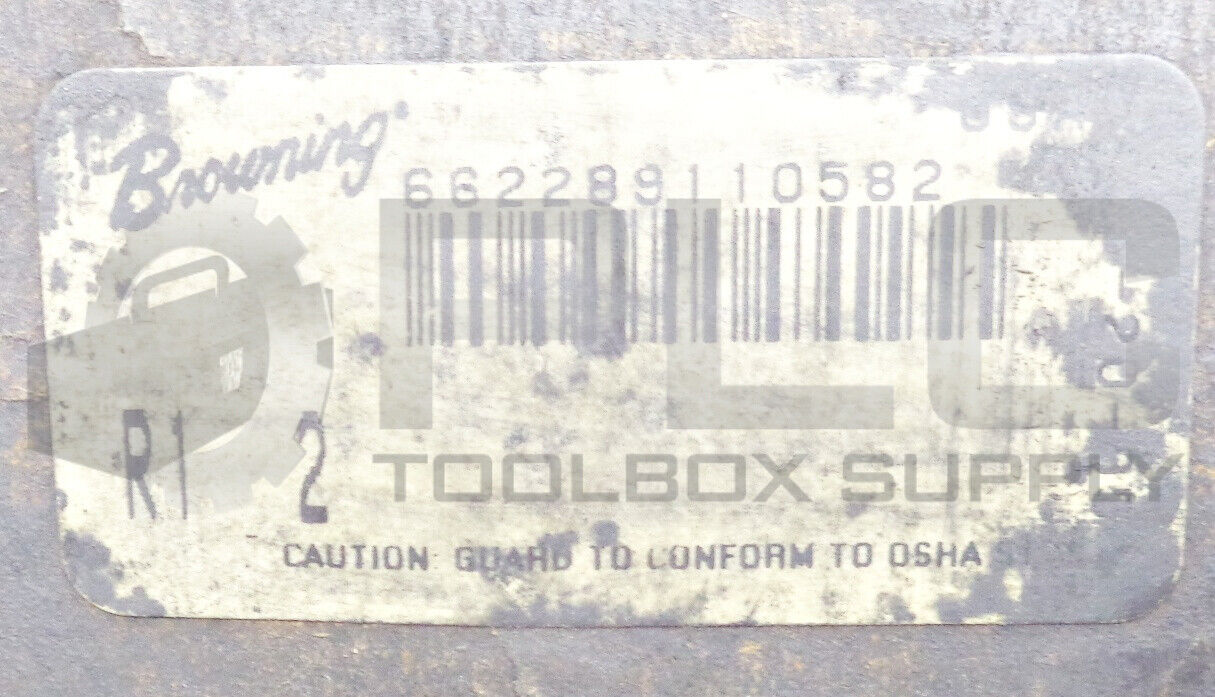 Browning
662289110582
R1 2
CAUTION: GUARD TO CONFORM TO OSHA
PLC
TOOLBOX SUPPLY